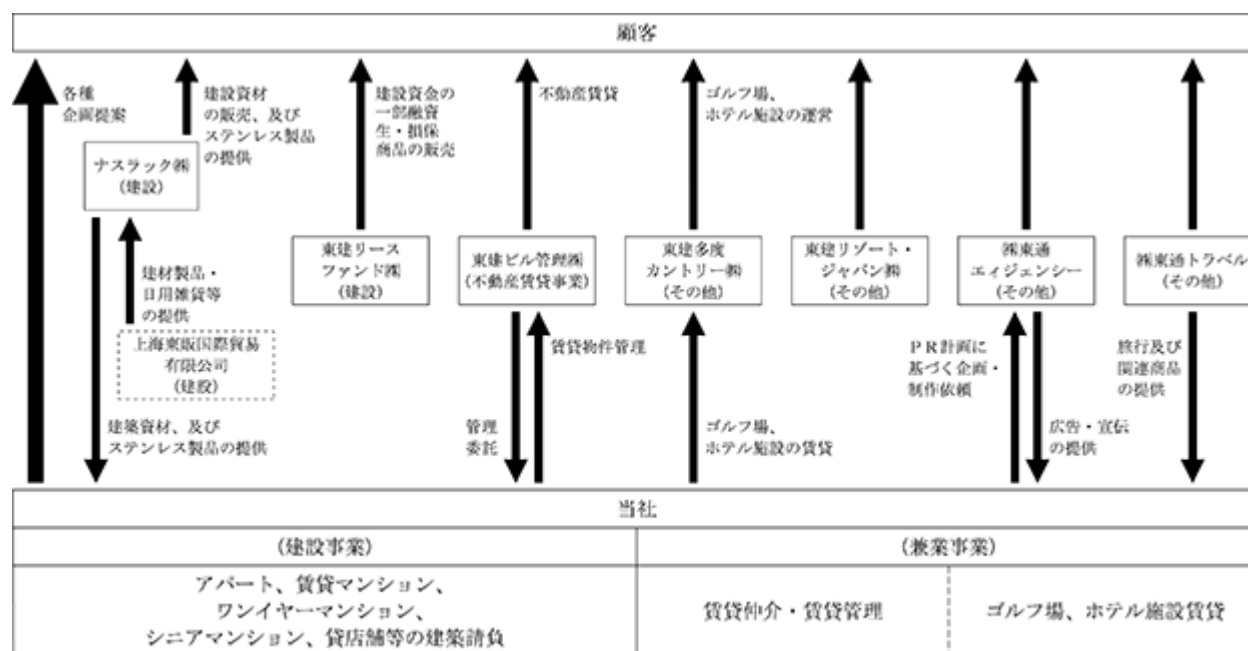 顧客
各種
企画提案
建設資材
の販売、及び
ステンレス製品
の提供
建設資金の
一部融資
生・損保
商品の販売
不動産賃貸
ゴルフ場、
ホテル施設の運営
ナスラック㈱
(建設)
東建リース
ファンド㈱
(建設)
東建ビル管理㈱
(不動産賃貸事業)
東建多度
カントリー㈱
(その他)
東建リゾート・
ジャパン㈱
(その他)
㈱東通
エィジェンシー
(その他)
㈱東通トラベル
(その他)
建材製品・
日用雑貨等
の提供
上海東販国際貿易
有限公司
(建設)
賃貸物件管理
PR計画に
基づく企画・
制作依頼
旅行及び
関連商品
の提供
建築資材、及び
ステンレス製品の提供
管理
委託
ゴルフ場、
ホテル施設の賃貸
広告・宣伝
の提供
当社
(建設事業)
(兼業事業)
アパート、賃貸マンション、
ワンイヤーマンション、
シニアマンション、貸店舗等の建築請負
賃貸仲介・賃貸管理
ゴルフ場、ホテル施設賃貸